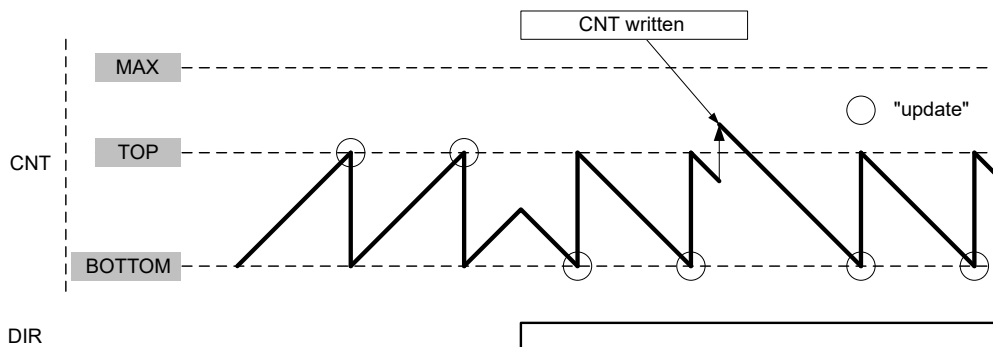 CNT written
MAX
"update"
TOP
CNT
BOTTOM
DIR